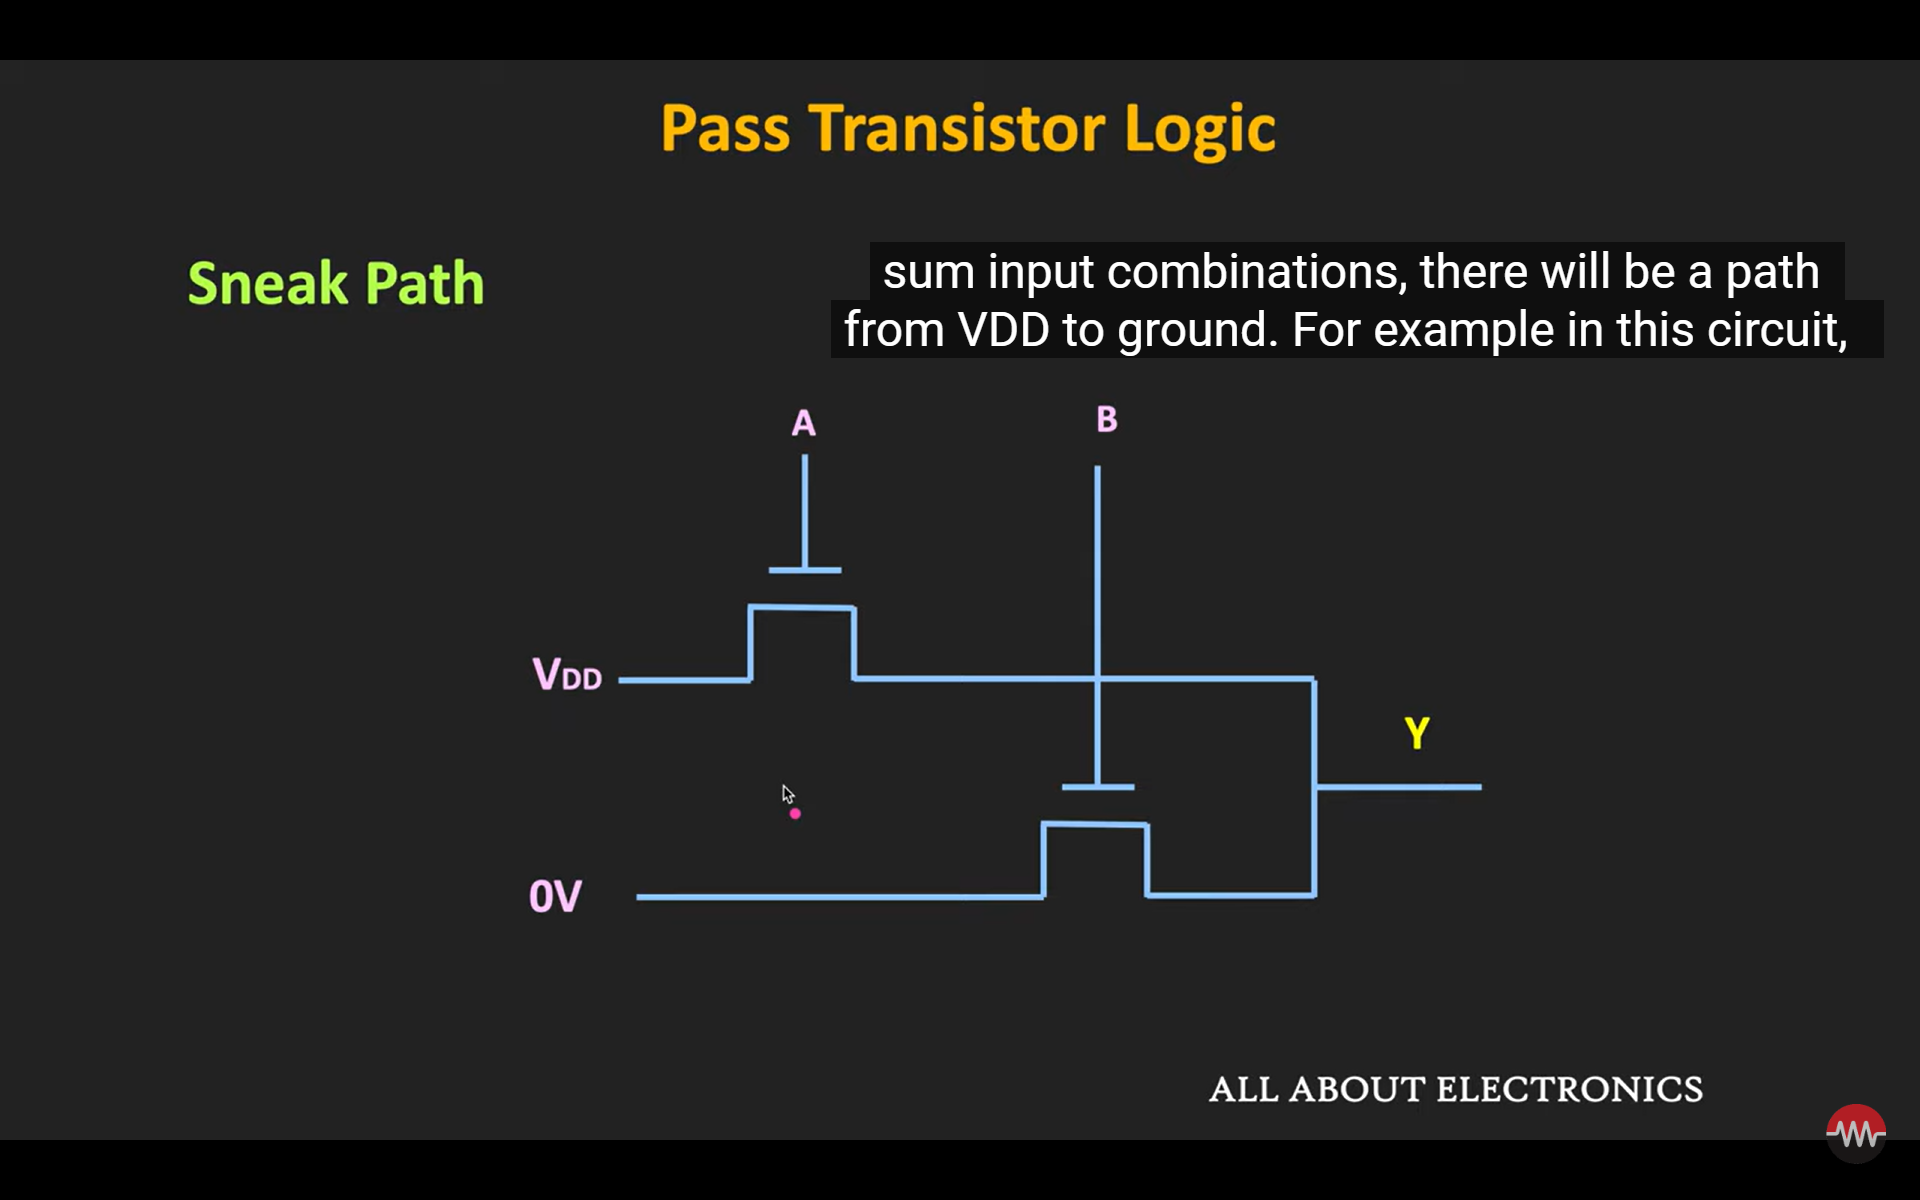 Pass Transistor Logic
Sneak Path
sum input combinations, there will be a path
from VDD to ground. For example in this circuit,
A
B
VDD
Y
0V
ALL ABOUT ELECTRONICS